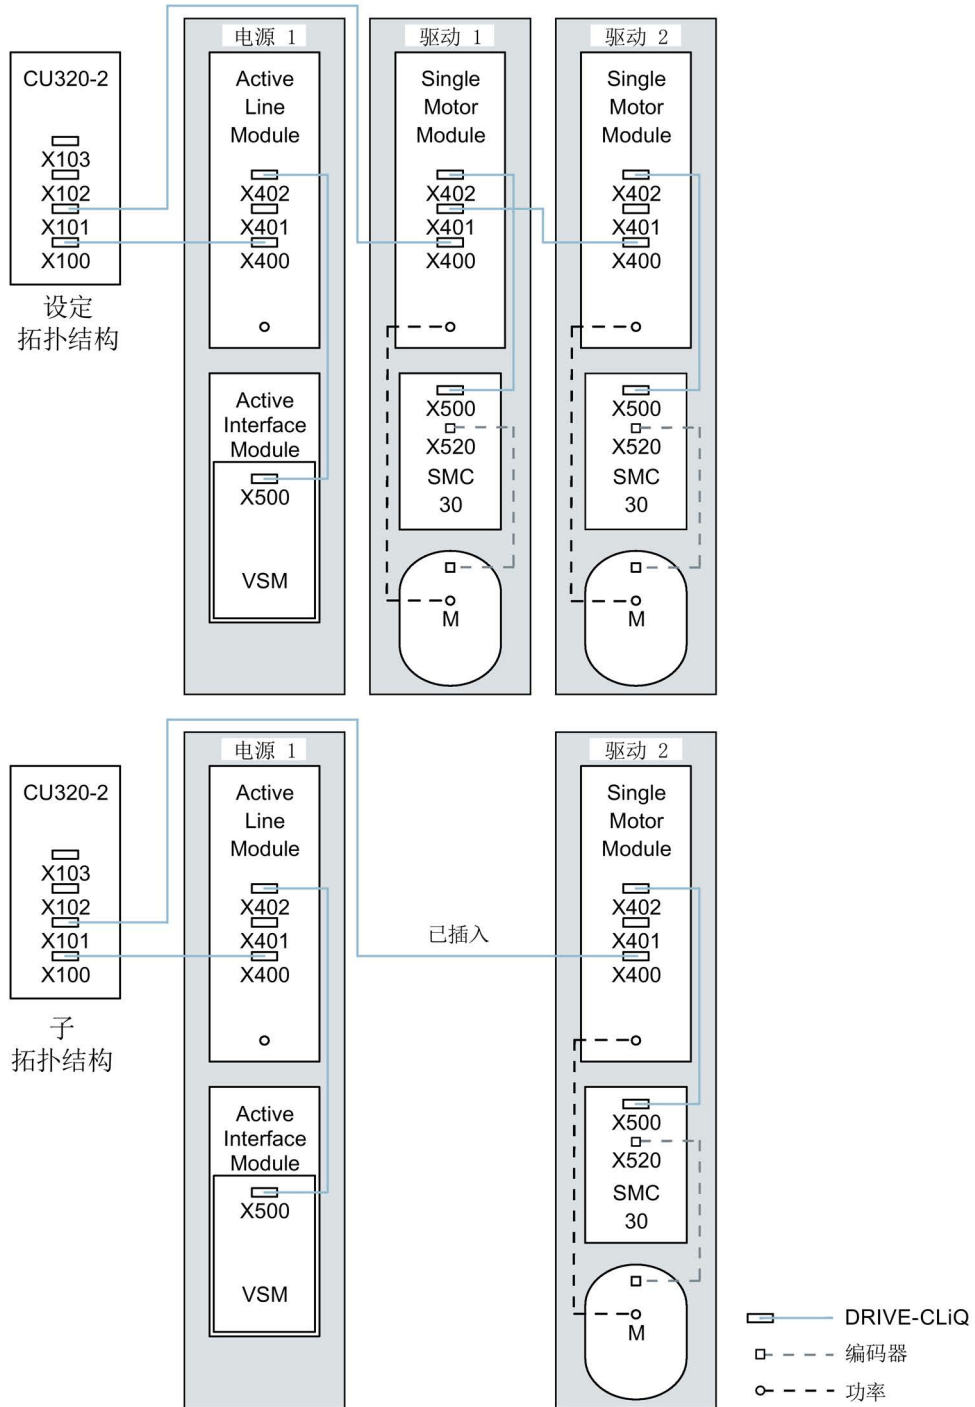 电源 1
驱动 1
驱动 2
CU320-2
X103
X102
X101
X100
设定
拓扑结构
Active
Line
Module
X402
X401
X400
Active
Interface
Module
X500
VSM
Single
Motor
Module
X402
X401
X400
X500
X520
SMC
30
M
Single
Motor
Module
X402
X401
X400
X500
X520
SMC
30
M
电源 1
驱动 2
CU320-2
X103
X102
X101
X100
子
拓扑结构
Active
Line
Module
X402
X401
X400
Active
Interface
Module
X500
VSM
已插入
Single
Motor
Module
X402
X401
X400
X500
X520
SMC
30
M
DRIVE-CLiQ
编码器
功率